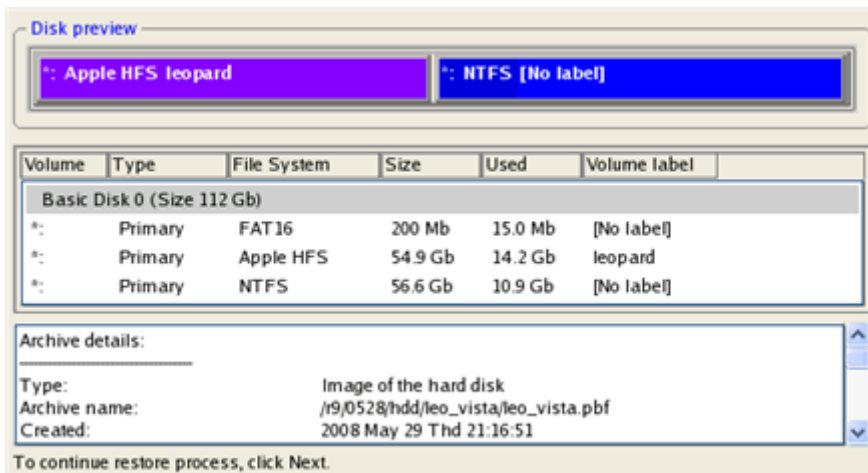 Disk preview
*: Apple HFS leopard *: NTFS [No label]
Volume Type File System Size Used Volume label
Basic Disk 0 (Size 112 Gb)
*: Primary FAT16 200 Mb 15.0 Mb [No label]
*: Primary Apple HFS 54.9 Gb 14.2 Gb leopard
*: Primary NTFS 56.6 Gb 10.9 Gb [No label]
Archive details:
Type: Image of the hard disk
Archive name: /r9/0528/hdd/leo_vista/leo_vista.pbf
Created: 2008 May 29 Thd 21:16:51
To continue restore process, click Next.